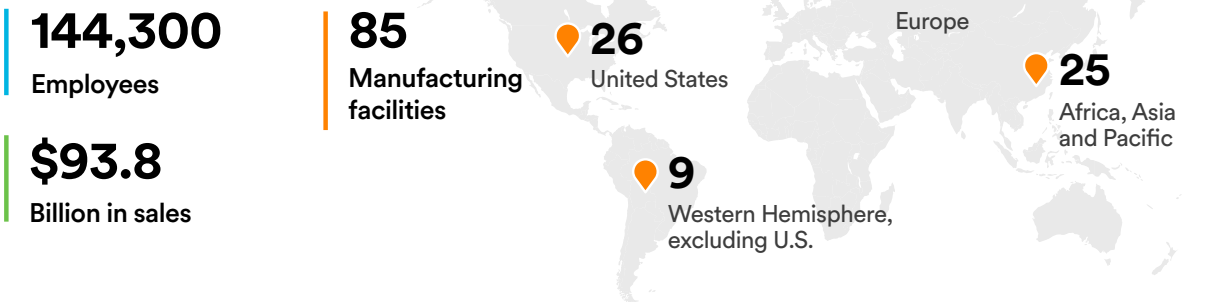 144,300
Employees
$93.8
Billion in sales
85
Manufacturing
facilities
26
United States
9
Western Hemisphere,
excluding U.S.
Europe
25
Africa, Asia
and Pacific